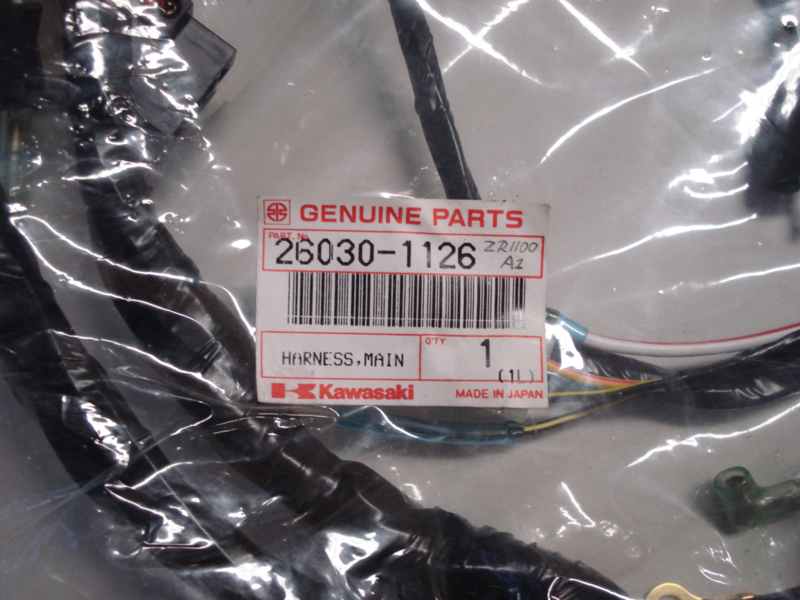 GENUINE PARTS
PART No.
26030-1126
ZR1100
A1
HARNESS,MAIN
Q'TY
1
(1L)
Kawasaki
MADE IN JAPAN